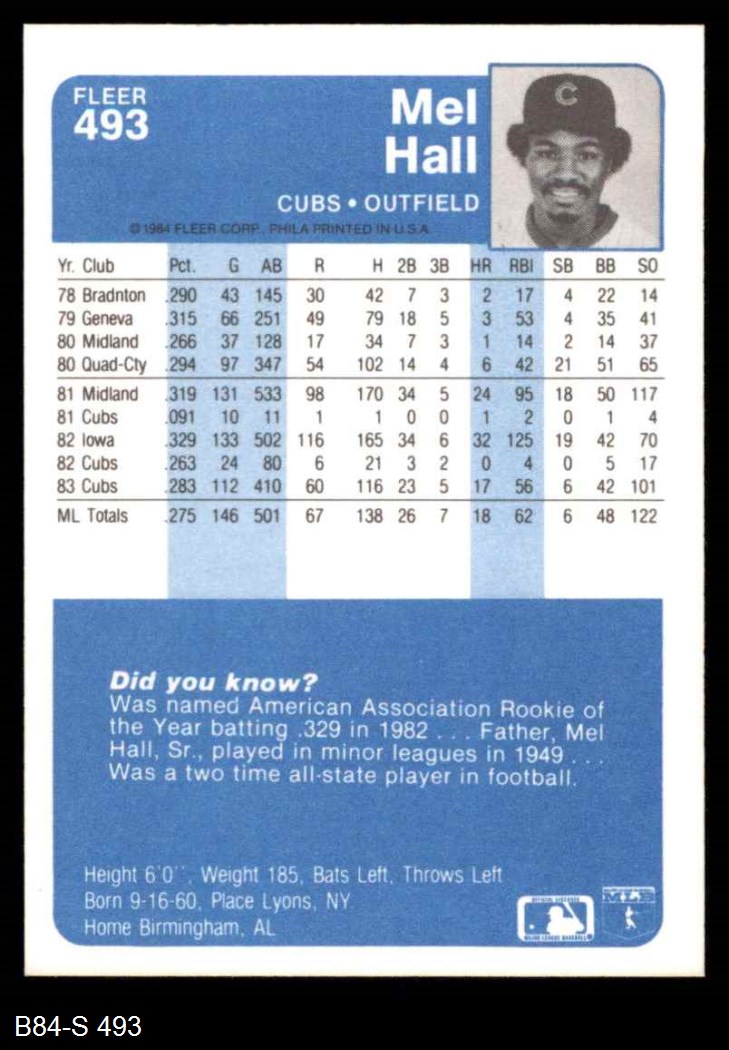 FLEER
493
Mel
Hall
CUBS • OUTFIELD
© 1984 FLEER CORP. PHILA PRINTED IN U.S.A.
C
Yr. Club Pct. G AB R H 2B 3B HR RBI SB BB SO
78 Bradnton .290 43 145 30 42 7 3 2 17 4 22 14
79 Geneva .315 66 251 49 79 18 5 3 53 4 35 41
80 Midland .266 37 128 17 34 7 3 1 14 2 14 37
80 Quad-Cty .294 97 347 54 102 14 4 6 42 21 51 65
81 Midland .319 131 533 98 170 34 5 24 95 18 50 117
81 Cubs .091 10 11 1 1 0 0 1 2 0 1 4
82 Iowa .329 133 502 116 165 34 6 32 125 19 42 70
82 Cubs .263 24 80 6 21 3 2 0 4 0 5 17
83 Cubs .283 112 410 60 116 23 5 17 56 6 42 101
ML Totals .275 146 501 67 138 26 7 18 62 6 48 122
Did you know?
Was named American Association Rookie of
the Year batting .329 in 1982 . . . Father, Mel
Hall, Sr., played in minor leagues in 1949 . . .
Was a two time all-state player in football.
Height 6'0'', Weight 185, Bats Left, Throws Left
Born 9-16-60, Place Lyons, NY
Home Birmingham, AL
MAJOR LEAGUE BASEBALL
B84-S 493